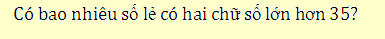 Có bao nhiêu số lẻ có hai chữ số lớn hơn 35?